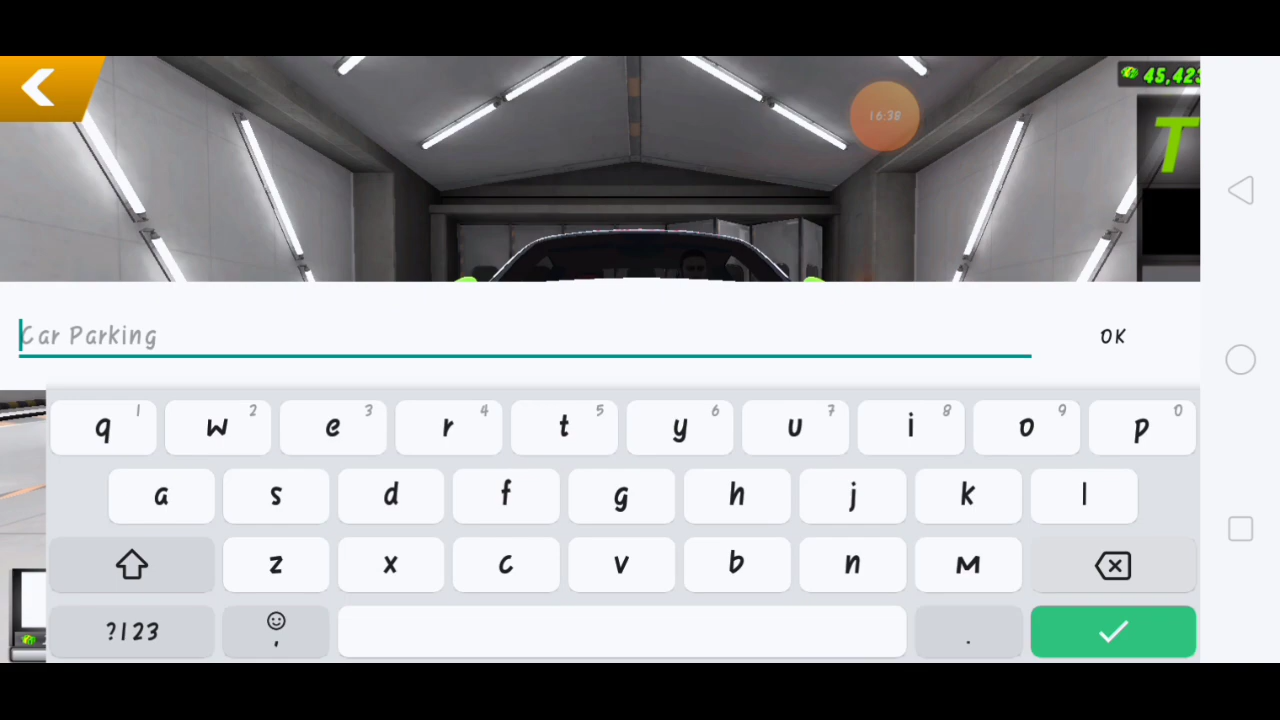 45,423
16:38
T
Car Parking
OK
q 1 w 2 e 3 r 4 t 5 y 6 u 7 i 8 o 9 p 0
a s d f g h j k l
z x c v b n m
?123 , .